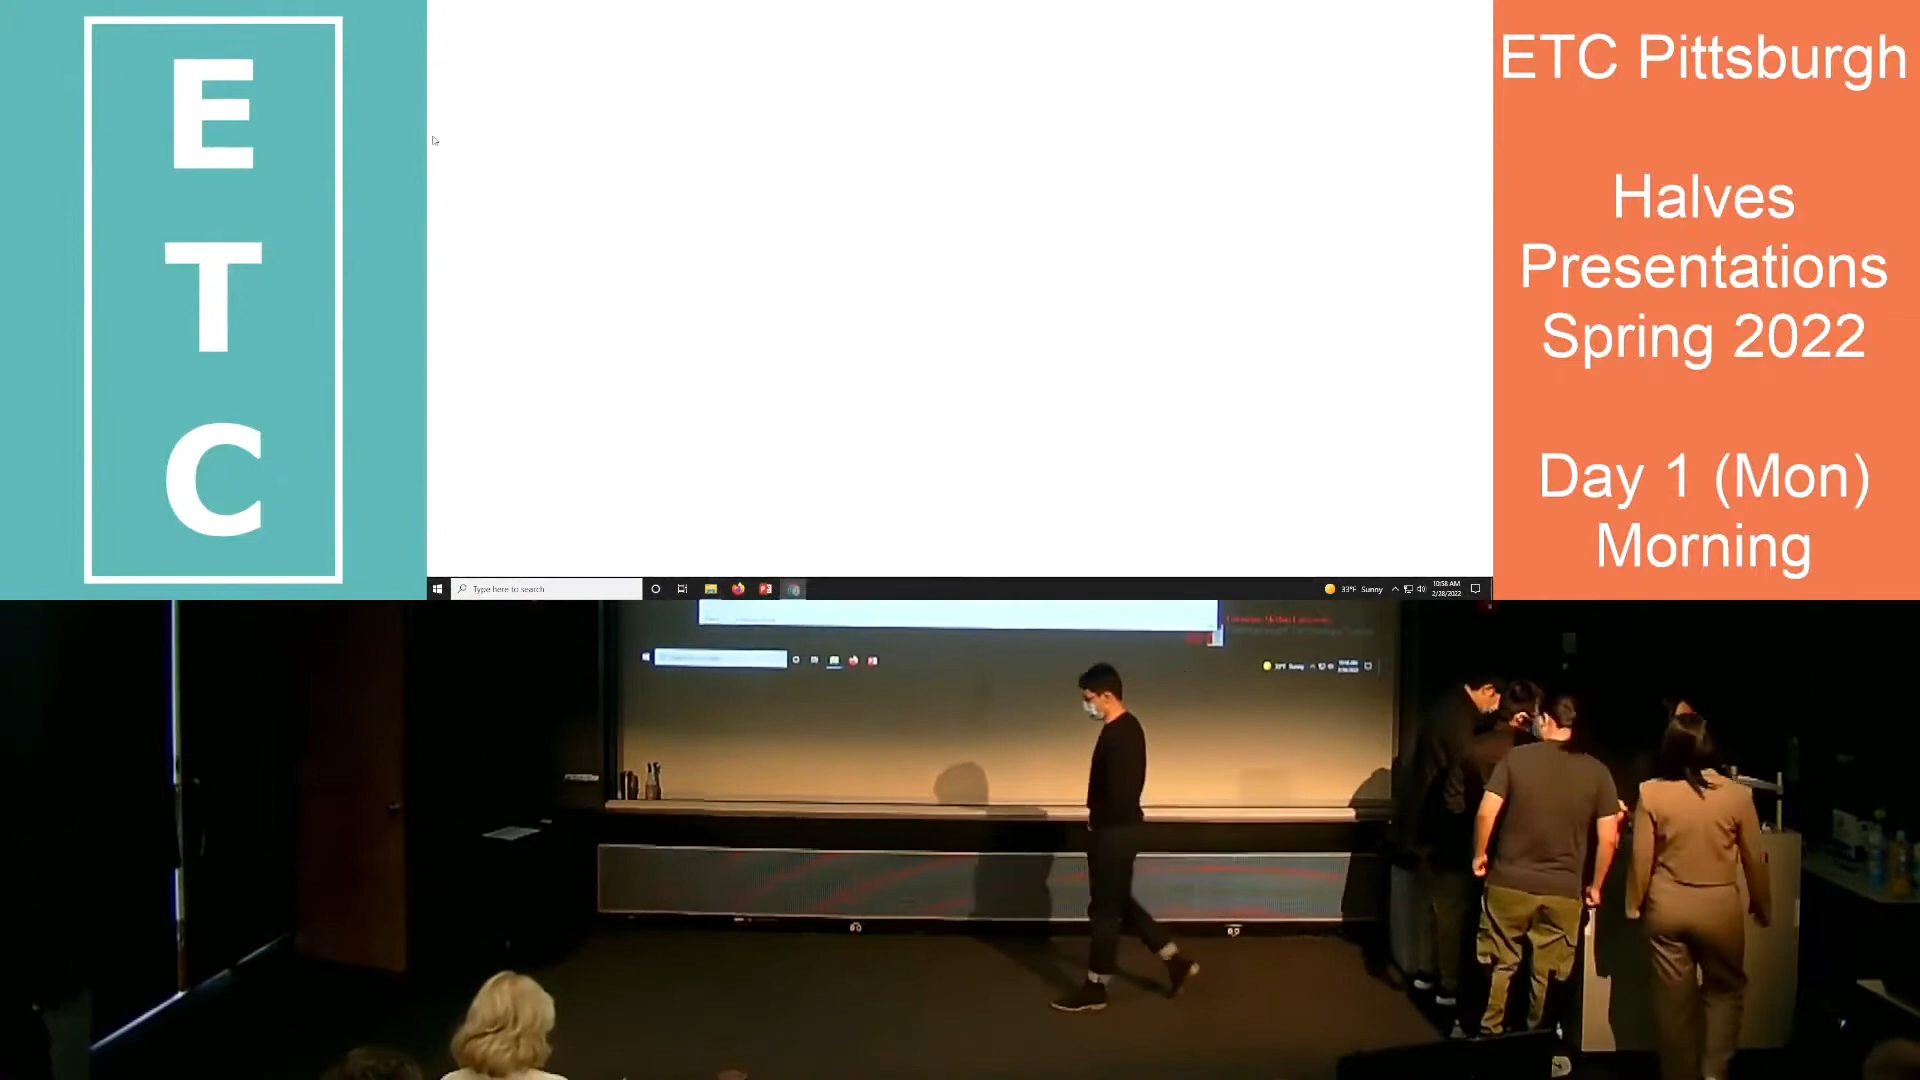 E
T
C
ETC Pittsburgh
Halves
Presentations
Spring 2022
Day 1 (Mon)
Morning
Type here to search
33°F Sunny
10:58 AM
2/28/2022